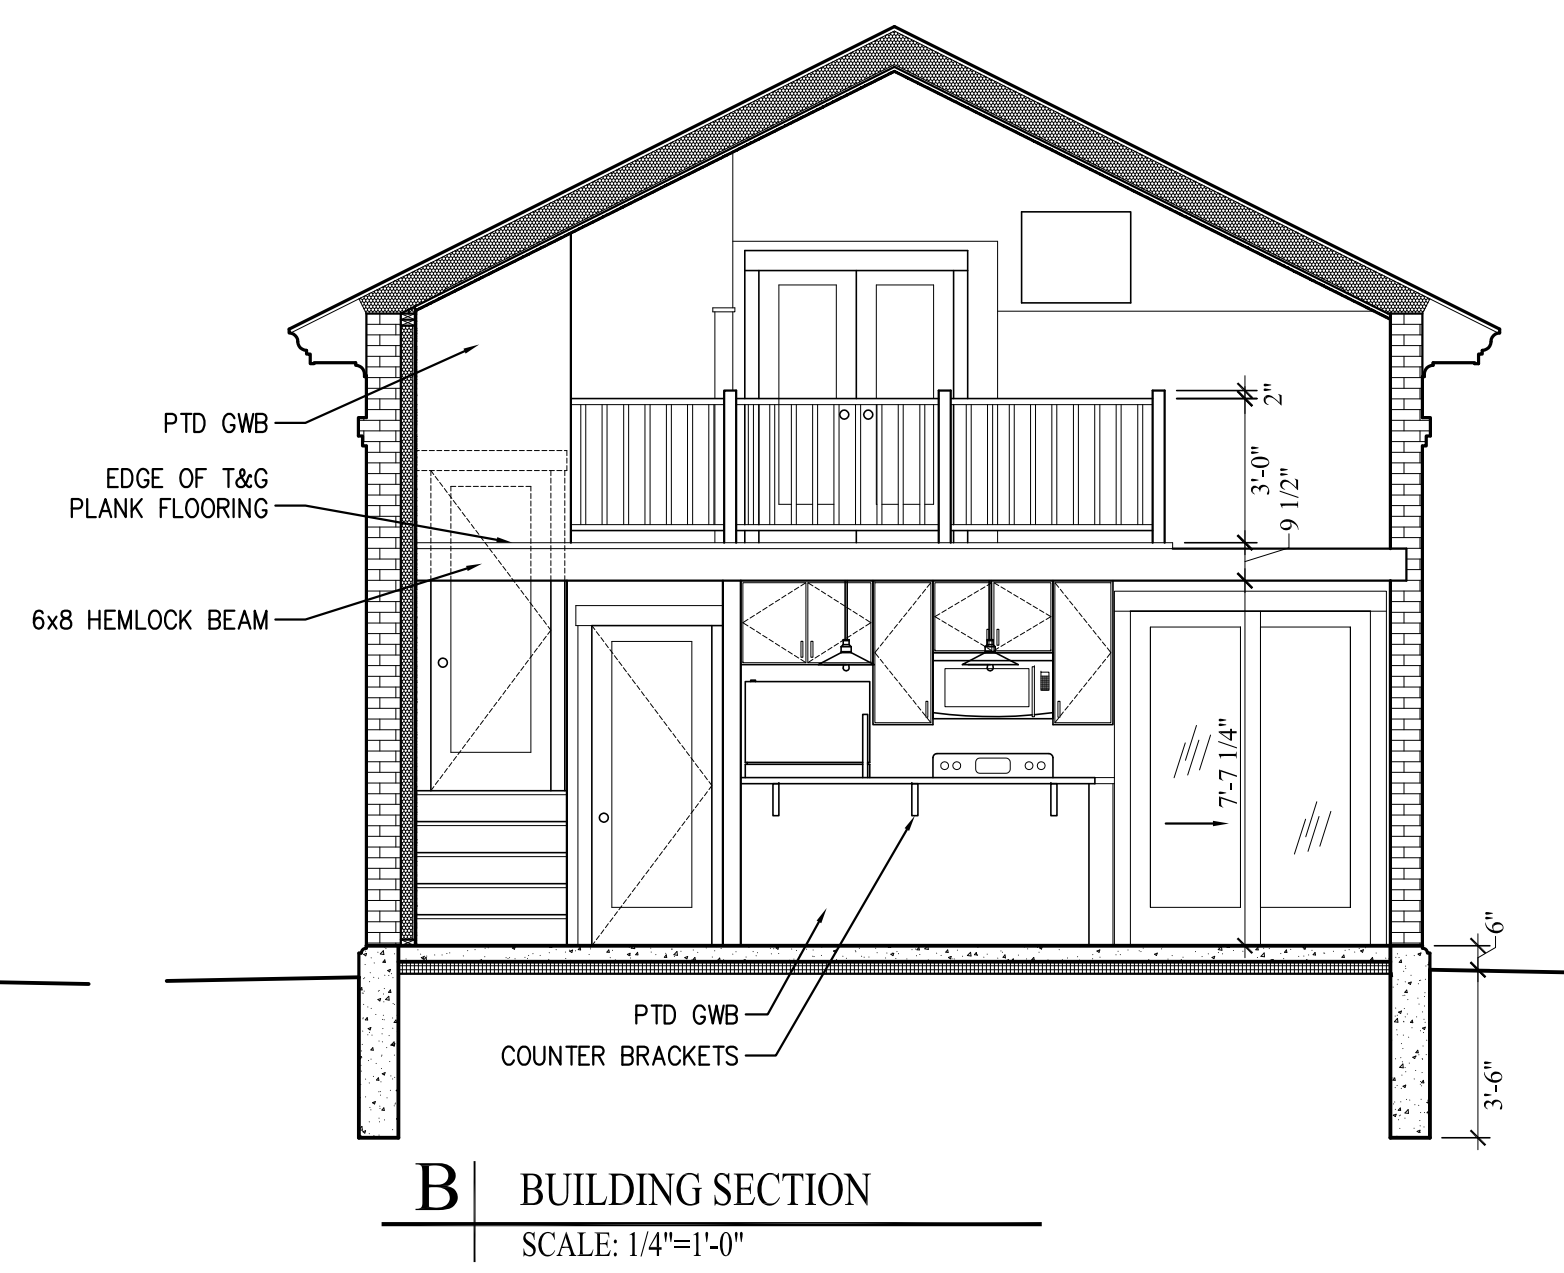 PTD GWB
EDGE OF T&G
PLANK FLOORING
6x8 HEMLOCK BEAM
2"
3'-0"
9 1/2"
7'-7 1/4"
6"
3'-6"
PTD GWB
COUNTER BRACKETS
B
BUILDING SECTION
SCALE: 1/4"=1'-0"